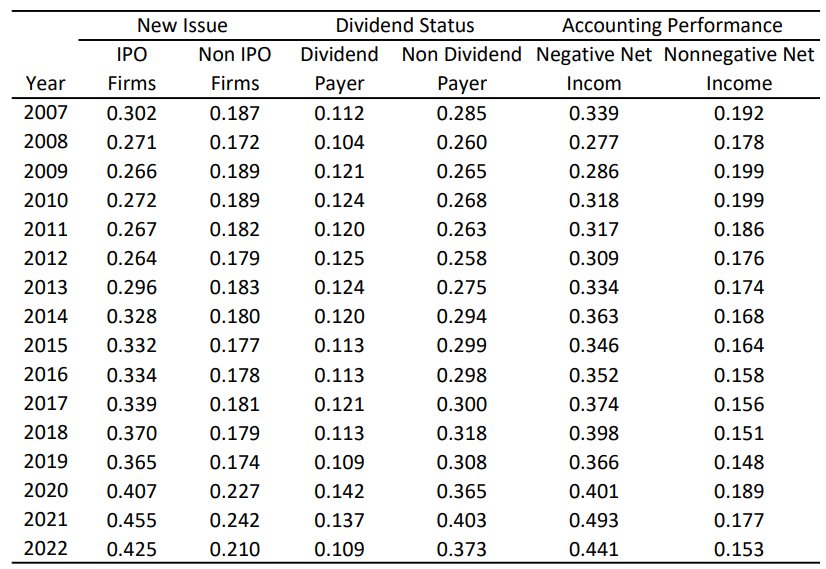 New Issue Dividend Status Accounting Performance
IPO Non IPO Dividend Non Dividend Negative Net Nonnegative Net
Year Firms Firms Payer Payer Incom Income
2007 0.302 0.187 0.112 0.285 0.339 0.192
2008 0.271 0.172 0.104 0.260 0.277 0.178
2009 0.266 0.189 0.121 0.265 0.286 0.199
2010 0.272 0.189 0.124 0.268 0.318 0.199
2011 0.267 0.182 0.120 0.263 0.317 0.186
2012 0.264 0.179 0.125 0.258 0.309 0.176
2013 0.296 0.183 0.124 0.275 0.334 0.174
2014 0.328 0.180 0.120 0.294 0.363 0.168
2015 0.332 0.177 0.113 0.299 0.346 0.164
2016 0.334 0.178 0.113 0.298 0.352 0.158
2017 0.339 0.181 0.121 0.300 0.374 0.156
2018 0.370 0.179 0.113 0.318 0.398 0.151
2019 0.365 0.174 0.109 0.308 0.366 0.148
2020 0.407 0.227 0.142 0.365 0.401 0.189
2021 0.455 0.242 0.137 0.403 0.493 0.177
2022 0.425 0.210 0.109 0.373 0.441 0.153